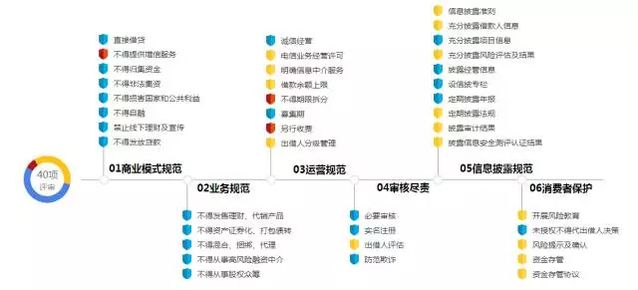 40项
评审
直接借贷
不得提供增信服务
不得归集资金
不得非法集资
不得损害国家和公共利益
不得自融
禁止线下理财及宣传
不得发放贷款
01商业模式规范
02业务规范
不得发售理财、代销产品
不得资产证券化、打包债转
不得混合、捆绑、代理
不得从事高风险融资中介
不得从事股权众筹
诚信经营
电信业务经营许可
明确信息中介服务
借款余额上限
不得期限拆分
募集期
另行收费
出借人分级管理
03运营规范
04审核尽责
必要审核
实名注册
出借人评估
防范欺诈
信息披露准则
充分披露借款人信息
充分披露项目信息
充分披露风险评估及结果
披露经营信息
设信披专栏
定期披露年报
定期披露法规
披露审计结果
披露信息安全测评认证结果
05信息披露规范
06消费者保护
开展风险教育
未授权不得代出借人决策
风险提示及确认
资金存管
资金存管协议